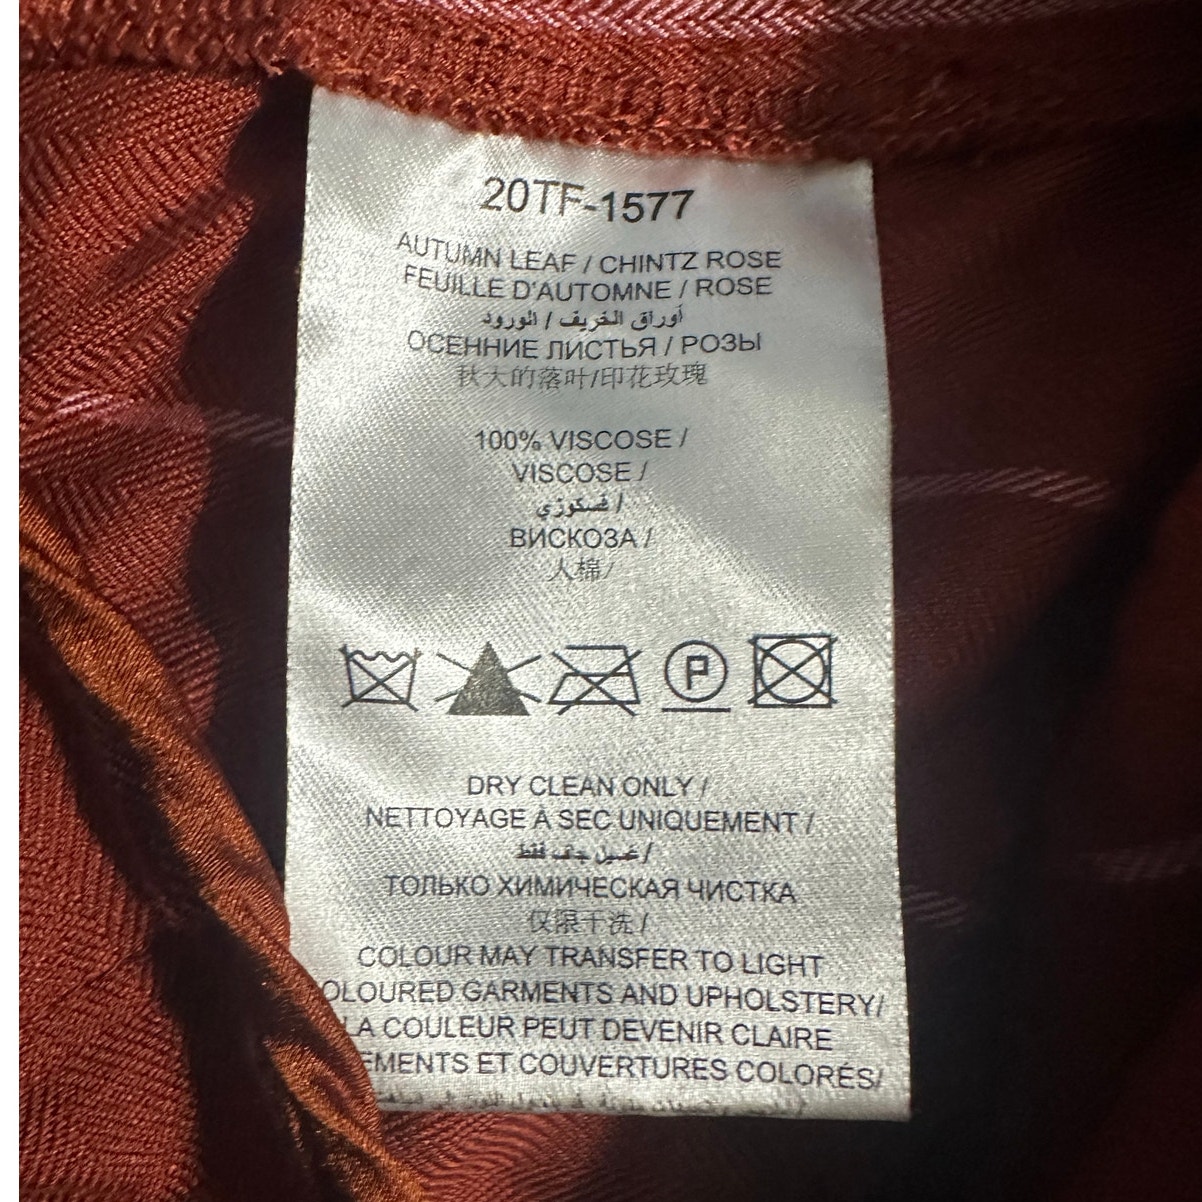 20TF-1577
AUTUMN LEAF / CHINTZ ROSE
FEUILLE D'AUTOMNE / ROSE
أوراق الخريف / الورود
ОСЕННИЕ ЛИСТЬЯ / РОЗЫ
秋天的落叶/印花玫瑰
100% VISCOSE /
VISCOSE /
فسكوزي /
ВИСКОЗА /
人棉/
P
DRY CLEAN ONLY /
NETTOYAGE À SEC UNIQUEMENT /
غسيل جاف فقط /
ТОЛЬКО ХИМИЧЕСКАЯ ЧИСТКА
仅限干洗 /
COLOUR MAY TRANSFER TO LIGHT
OLOURED GARMENTS AND UPHOLSTERY/
LA COULEUR PEUT DEVENIR CLAIRE
EMENTS ET COUVERTURES COLORÉS/